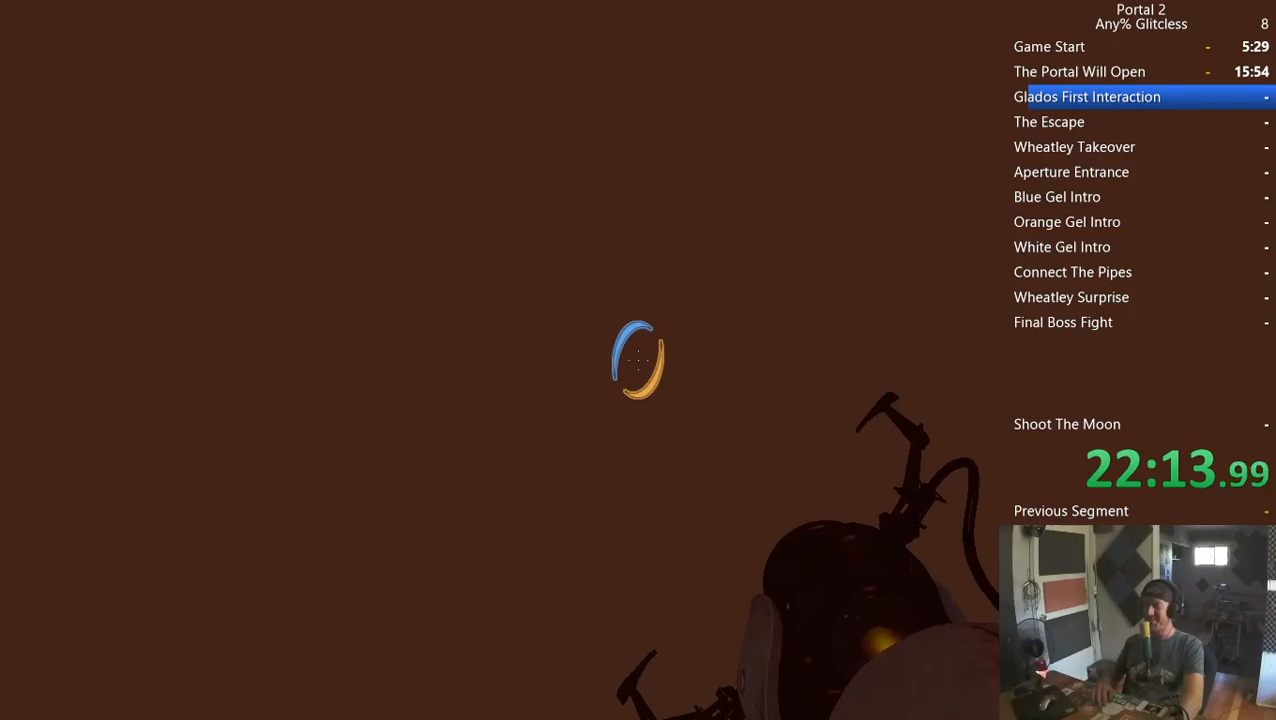 Portal 2
Any% Glitcless 8
Game Start - 5:29
The Portal Will Open - 15:54
Glados First Interaction -
The Escape -
Wheatley Takeover -
Aperture Entrance -
Blue Gel Intro -
Orange Gel Intro -
White Gel Intro -
Connect The Pipes -
Wheatley Surprise -
Final Boss Fight -
Shoot The Moon -
22:13.99
Previous Segment -